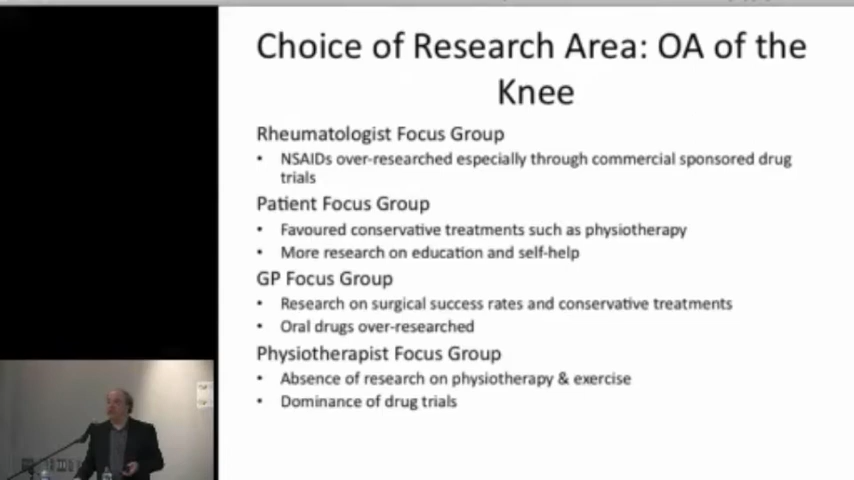 Choice of Research Area: OA of the
Knee
Rheumatologist Focus Group
• NSAIDs over-researched especially through commercial sponsored drug
trials
Patient Focus Group
• Favoured conservative treatments such as physiotherapy
• More research on education and self-help
GP Focus Group
• Research on surgical success rates and conservative treatments
• Oral drugs over-researched
Physiotherapist Focus Group
• Absence of research on physiotherapy & exercise
• Dominance of drug trials